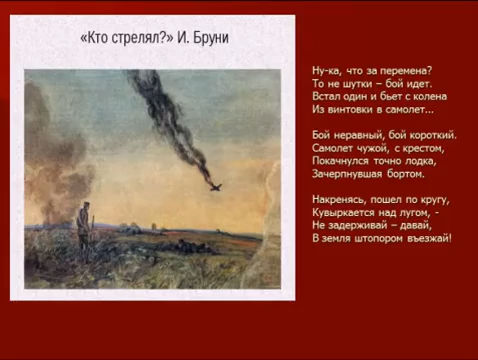 «Кто стрелял?» И. Бруни
Ну-ка, что за перемена?
То не шутки – бой идет.
Встал один и бьет с колена
Из винтовки в самолет...
Бой неравный, бой короткий.
Самолет чужой, с крестом,
Покачнулся точно лодка,
Зачерпнувшая бортом.
Накренясь, пошел по кругу,
Кувыркается над лугом, -
Не задерживай – давай,
В земля штопором въезжай!